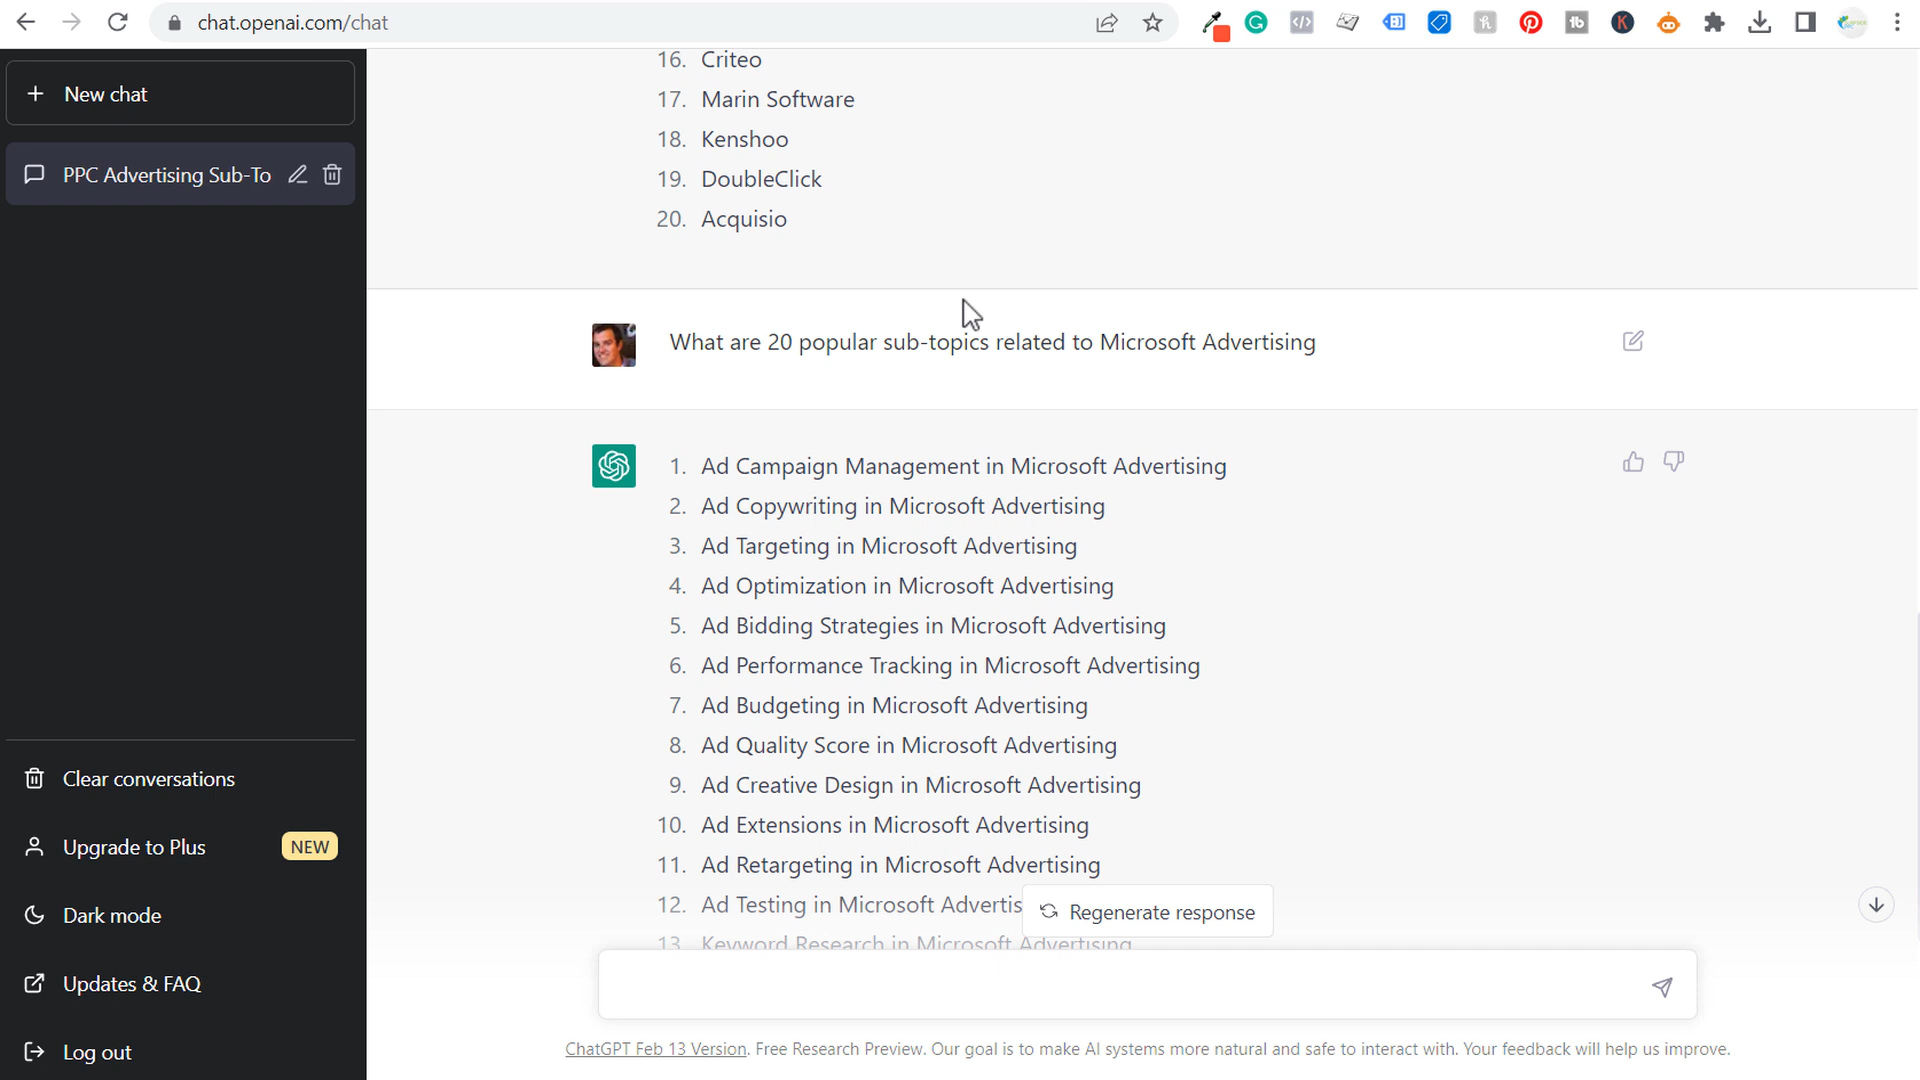 chat.openai.com/chat
New chat
PPC Advertising Sub-To
16. Criteo
17. Marin Software
18. Kenshoo
19. DoubleClick
20. Acquisio
What are 20 popular sub-topics related to Microsoft Advertising
1. Ad Campaign Management in Microsoft Advertising
2. Ad Copywriting in Microsoft Advertising
3. Ad Targeting in Microsoft Advertising
4. Ad Optimization in Microsoft Advertising
5. Ad Bidding Strategies in Microsoft Advertising
6. Ad Performance Tracking in Microsoft Advertising
7. Ad Budgeting in Microsoft Advertising
8. Ad Quality Score in Microsoft Advertising
9. Ad Creative Design in Microsoft Advertising
10. Ad Extensions in Microsoft Advertising
11. Ad Retargeting in Microsoft Advertising
12. Ad Testing in Microsoft Advertis
13. Keyword Research in Microsoft Advertising
Regenerate response
Clear conversations
Upgrade to Plus NEW
Dark mode
Updates & FAQ
Log out
ChatGPT Feb 13 Version. Free Research Preview. Our goal is to make AI systems more natural and safe to interact with. Your feedback will help us improve.